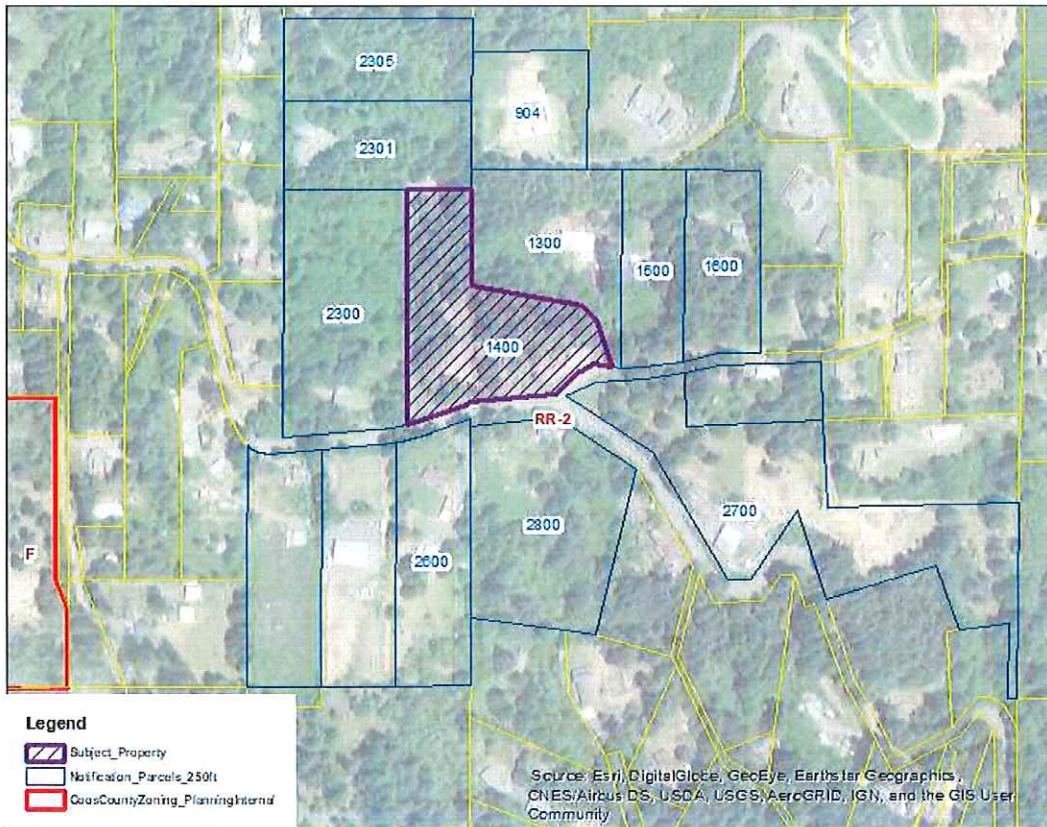 2305
904
2301
1300
1500
1600
2300
1400
RR-2
2700
2800
F
2600
Legend
Subject_Property
Notification_Parcels_250ft
CoosCountyZoning_PlanningInternal
Source: Esri, DigitalGlobe, GeoEye, Earthstar Geographics,
CNES/Airbus DS, USDA, USGS, AeroGRID, IGN, and the GIS User
Community